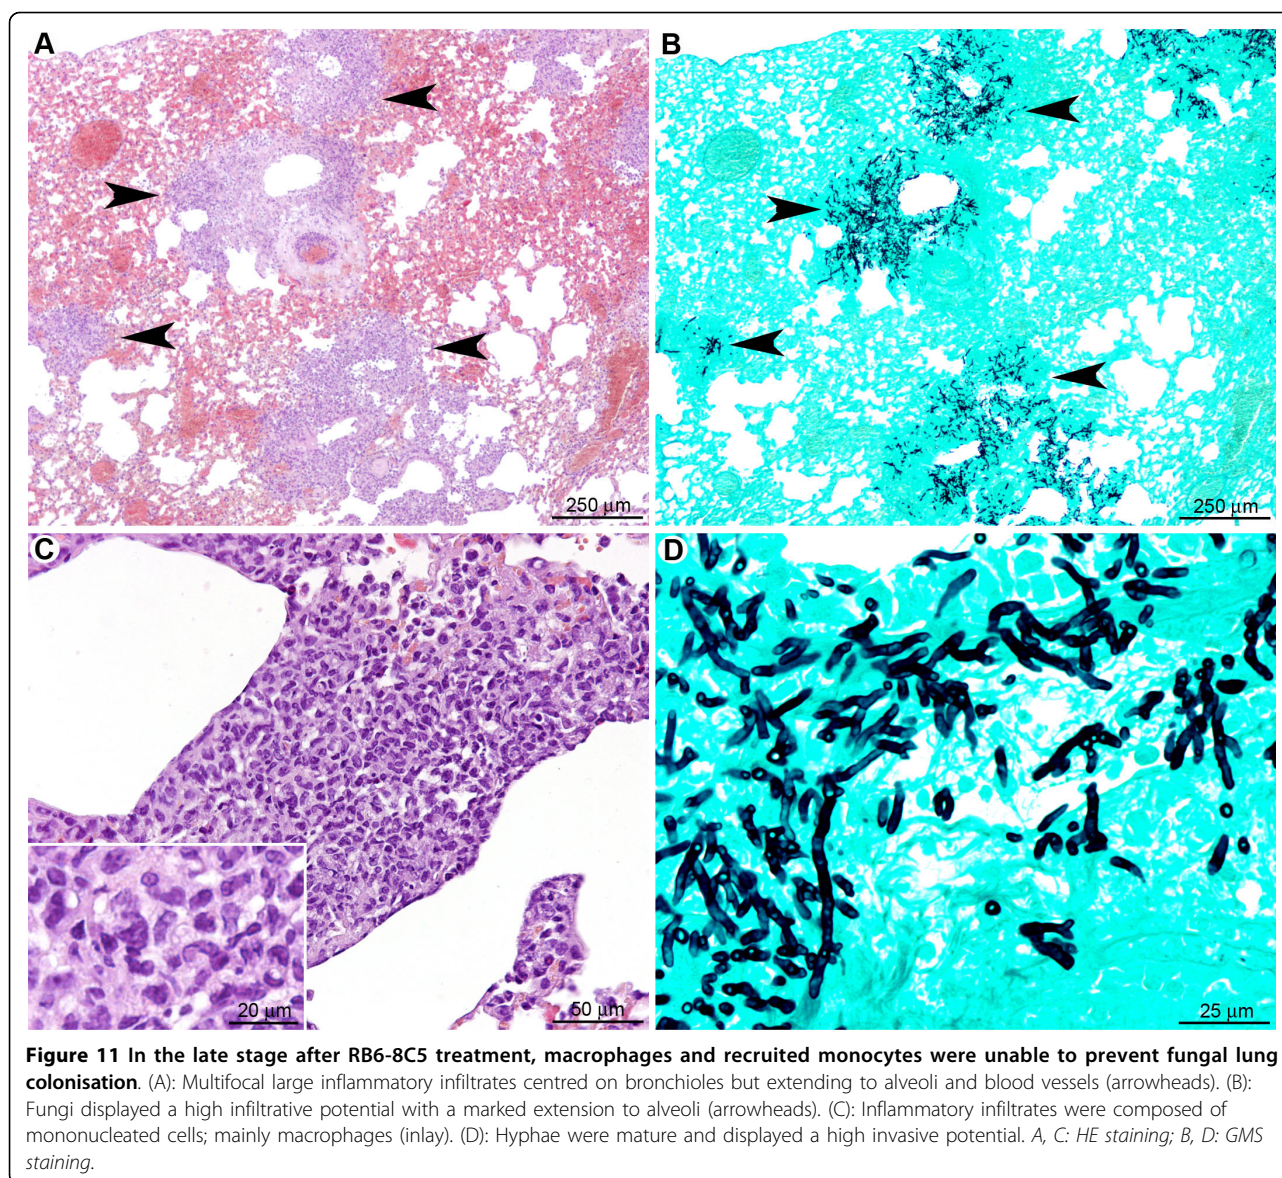 A
B
250 µm
250 µm
C
D
20 µm
50 µm
25 µm
Figure 11 In the late stage after RB6-8C5 treatment, macrophages and recruited monocytes were unable to prevent fungal lung
colonisation. (A): Multifocal large inflammatory infiltrates centred on bronchioles but extending to alveoli and blood vessels (arrowheads). (B):
Fungi displayed a high infiltrative potential with a marked extension to alveoli (arrowheads). (C): Inflammatory infiltrates were composed of
mononucleated cells; mainly macrophages (inlay). (D): Hyphae were mature and displayed a high invasive potential. A, C: HE staining; B, D: GMS
staining.